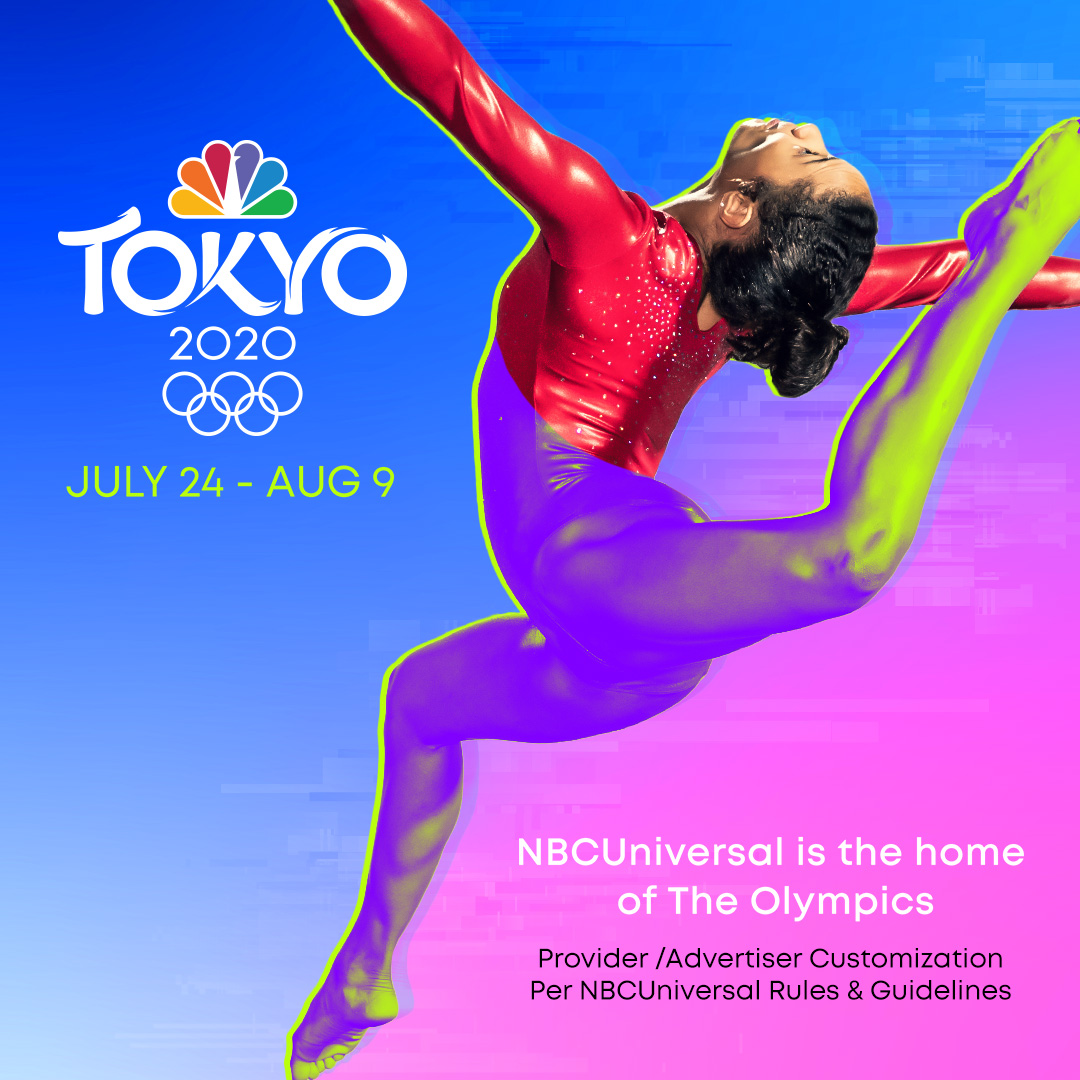 TOKYO
2020
JULY 24 - AUG 9
NBCUniversal is the home
of The Olympics
Provider /Advertiser Customization
Per NBCUniversal Rules & Guidelines